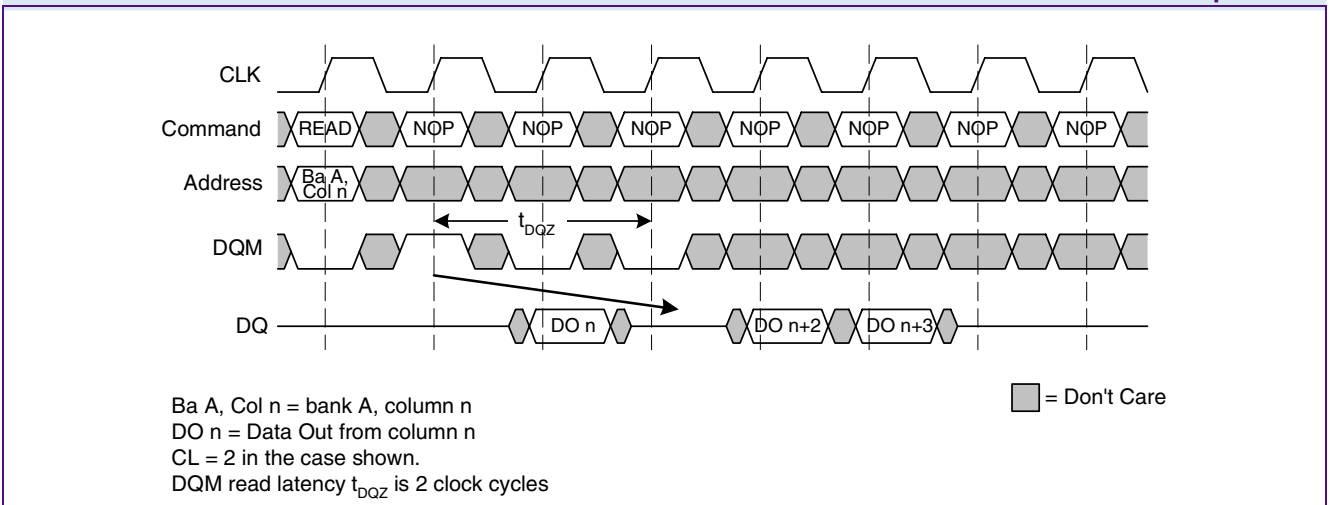 CLK
Command READ NOP NOP NOP NOP NOP NOP NOP
Address Ba A,
Col n
t_DQZ
DQM
DQ DO n DO n+2 DO n+3
Ba A, Col n = bank A, column n
= Don't Care
DO n = Data Out from column n
CL = 2 in the case shown.
DQM read latency t_DQZ is 2 clock cycles